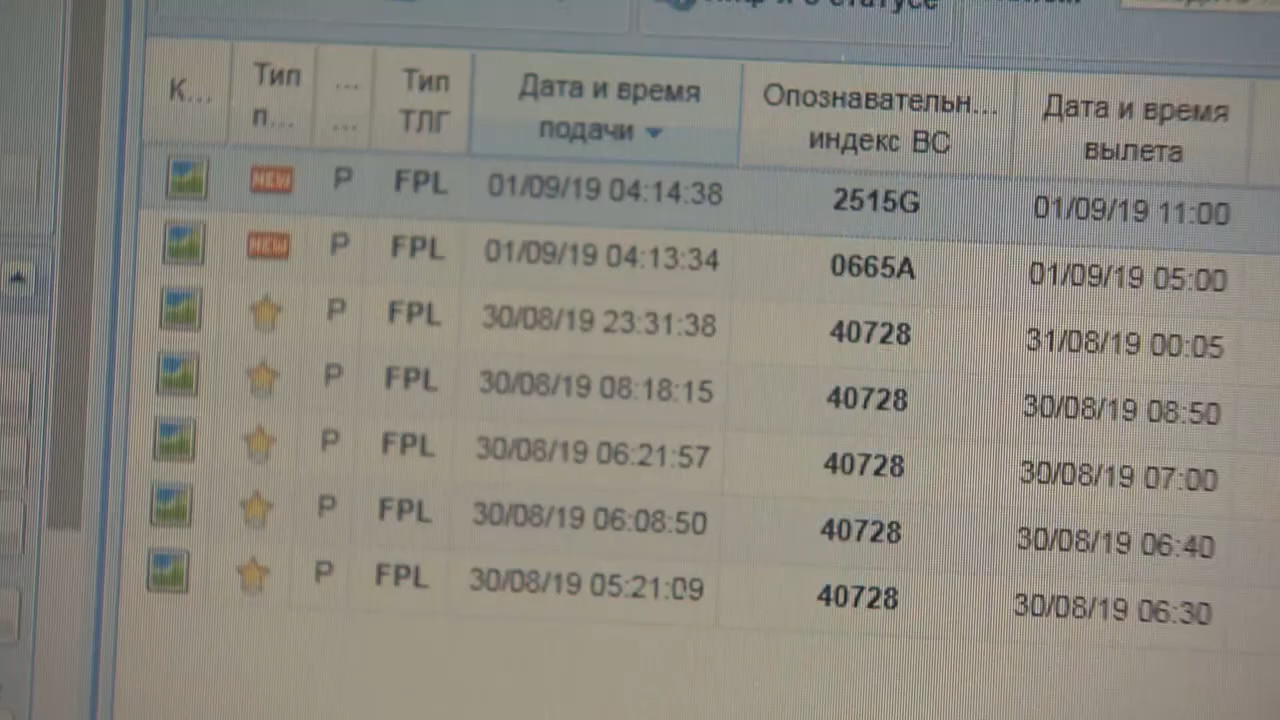 статусе
К... Тип п... ... ... Тип ТЛГ Дата и время подачи Опознавательн... индекс ВС Дата и время вылета
NEW P FPL 01/09/19 04:14:38 2515G 01/09/19 11:00
NEW P FPL 01/09/19 04:13:34 0665A 01/09/19 05:00
P FPL 30/08/19 23:31:38 40728 31/08/19 00:05
P FPL 30/08/19 08:18:15 40728 30/08/19 08:50
P FPL 30/08/19 06:21:57 40728 30/08/19 07:00
P FPL 30/08/19 06:08:50 40728 30/08/19 06:40
P FPL 30/08/19 05:21:09 40728 30/08/19 06:30